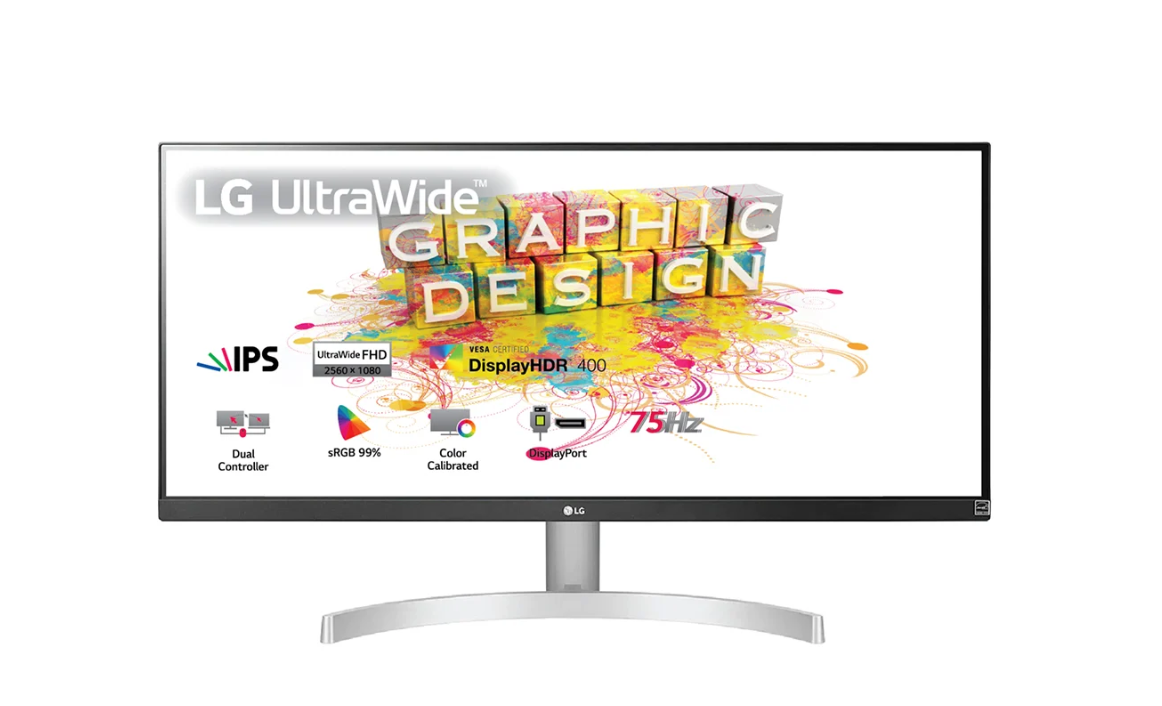 LG UltraWide™
GRAPHIC
DESIGN
IPS
UltraWide FHD
2560 × 1080
VESA CERTIFIED
DisplayHDR™ 400
75Hz
Dual
Controller
sRGB 99%
Color
Calibrated
DisplayPort
LG